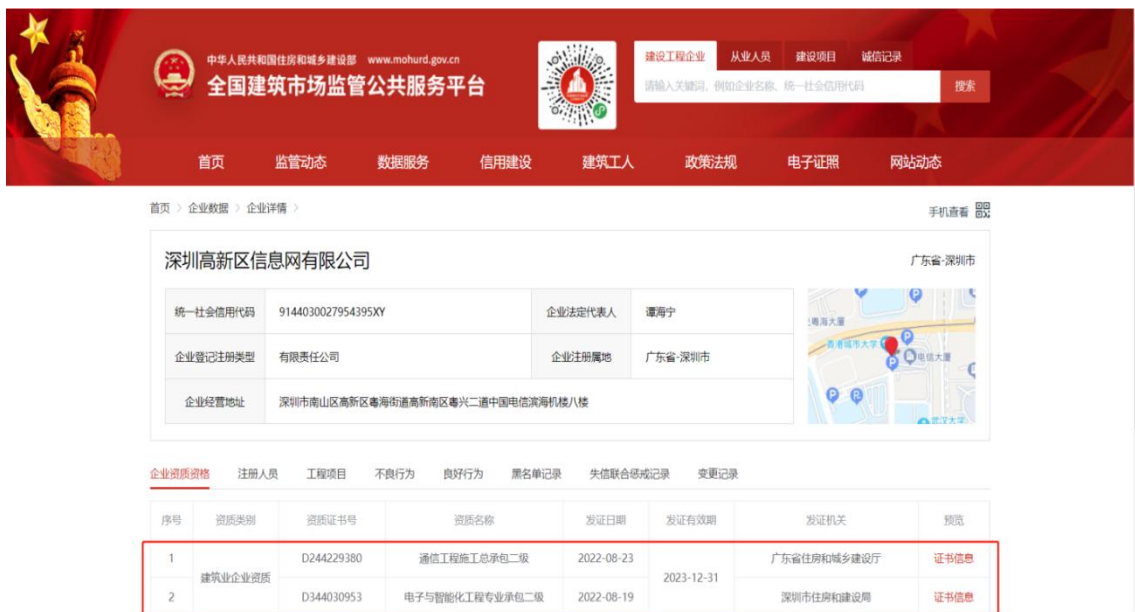 中华人民共和国住房和城乡建设部 www.mohurd.gov.cn
全国建筑市场监管公共服务平台
建设工程企业 从业人员 建设项目 诚信记录
请输入关键词，例如企业名称、统一社会信用代码 搜索
首页 监管动态 数据服务 信用建设 建筑工人 政策法规 电子证照 网站动态
首页 > 企业数据 > 企业详情 >
手机查看
深圳高新区信息网有限公司
广东省-深圳市
统一社会信用代码 9144030027954395XY 企业法定代表人 谭海宁
企业登记注册类型 有限责任公司 企业注册属地 广东省-深圳市
企业经营地址 深圳市南山区高新区粤海街道高新南区粤兴二道中国电信滨海机楼八楼
粤海大厦
香港城市大学
电信大厦
武汉大学
企业资质资格 注册人员 工程项目 不良行为 良好行为 黑名单记录 失信联合惩戒记录 变更记录
序号 资质类别 资质证书号 资质名称 发证日期 发证有效期 发证机关 预览
1 建筑业企业资质 D244229380 通信工程施工总承包二级 2022-08-23 2023-12-31 广东省住房和城乡建设厅 证书信息
2 D344030953 电子与智能化工程专业承包二级 2022-08-19 深圳市住房和建设局 证书信息